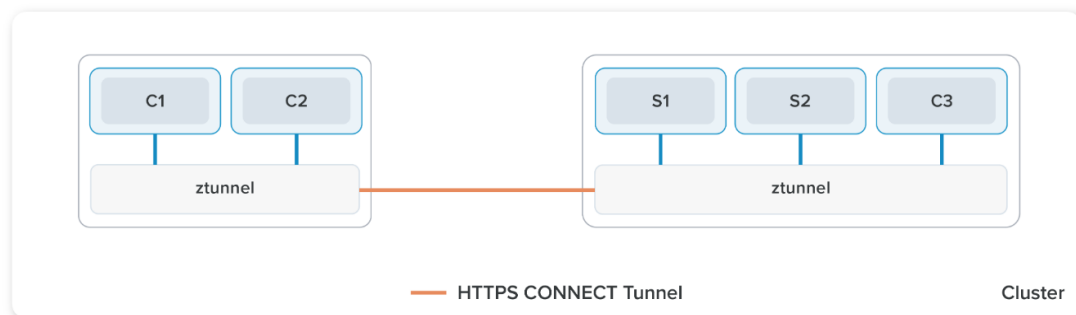 C1
C2
S1
S2
C3
ztunnel
ztunnel
HTTPS CONNECT Tunnel
Cluster